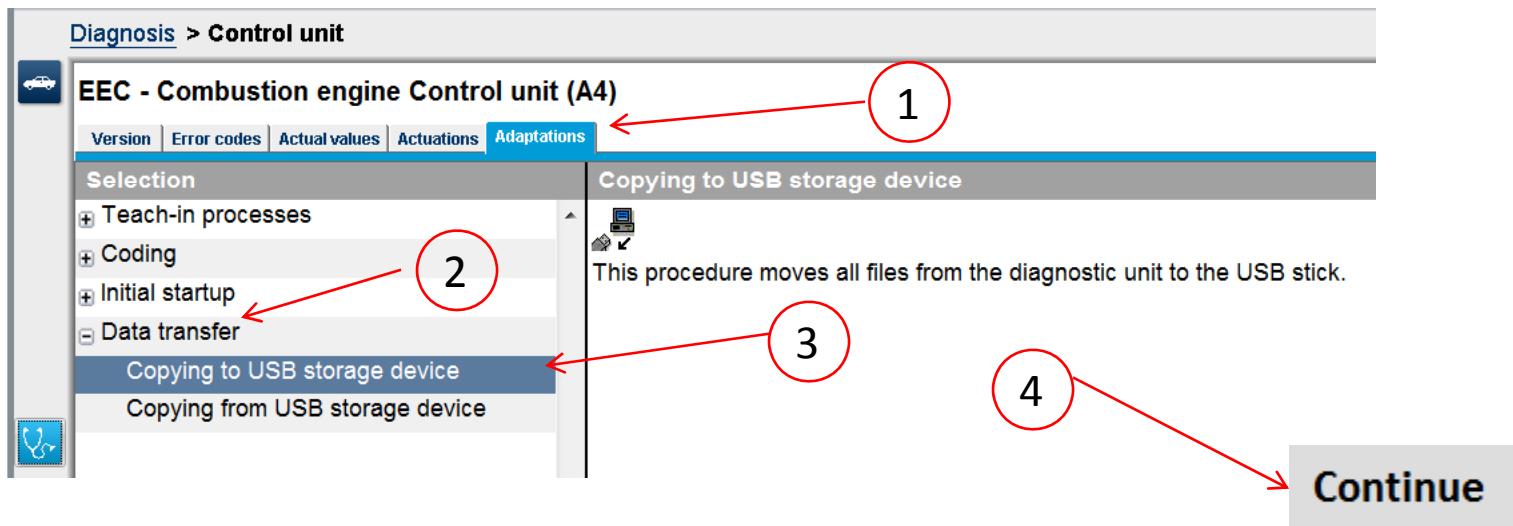 Diagnosis > Control unit
EEC - Combustion engine Control unit (A4)
1
Version Error codes Actual values Actuations Adaptations
Selection
Copying to USB storage device
Teach-in processes
Coding
2
This procedure moves all files from the diagnostic unit to the USB stick.
Initial startup
Data transfer
3
Copying to USB storage device
4
Copying from USB storage device
Continue